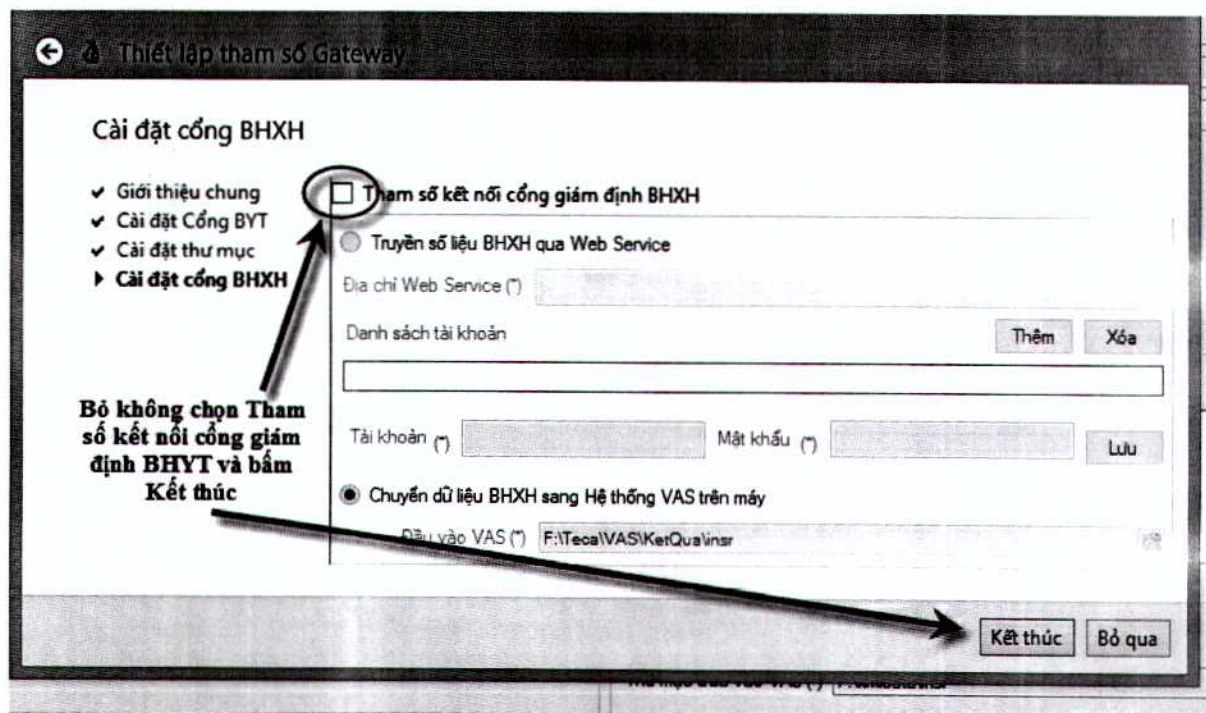 Thiết lập tham số Gateway
Cài đặt cổng BHXH
✔ Giới thiệu chung
✔ Cài đặt Cổng BYT
✔ Cài đặt thư mục
▶ Cài đặt cổng BHXH
Tham số kết nối cổng giám định BHXH
Truyền số liệu BHXH qua Web Service
Địa chỉ Web Service (*)
Danh sách tài khoản
Thêm
Xóa
Bỏ không chọn Tham
số kết nối cổng giám
định BHYT và bấm
Kết thúc
Tài khoản (*)
Mật khẩu (*)
Lưu
Chuyển dữ liệu BHXH sang Hệ thống VAS trên máy
Đầu vào VAS (*) F:\Teca\VAS\KetQua\insr
Kết thúc
Bỏ qua